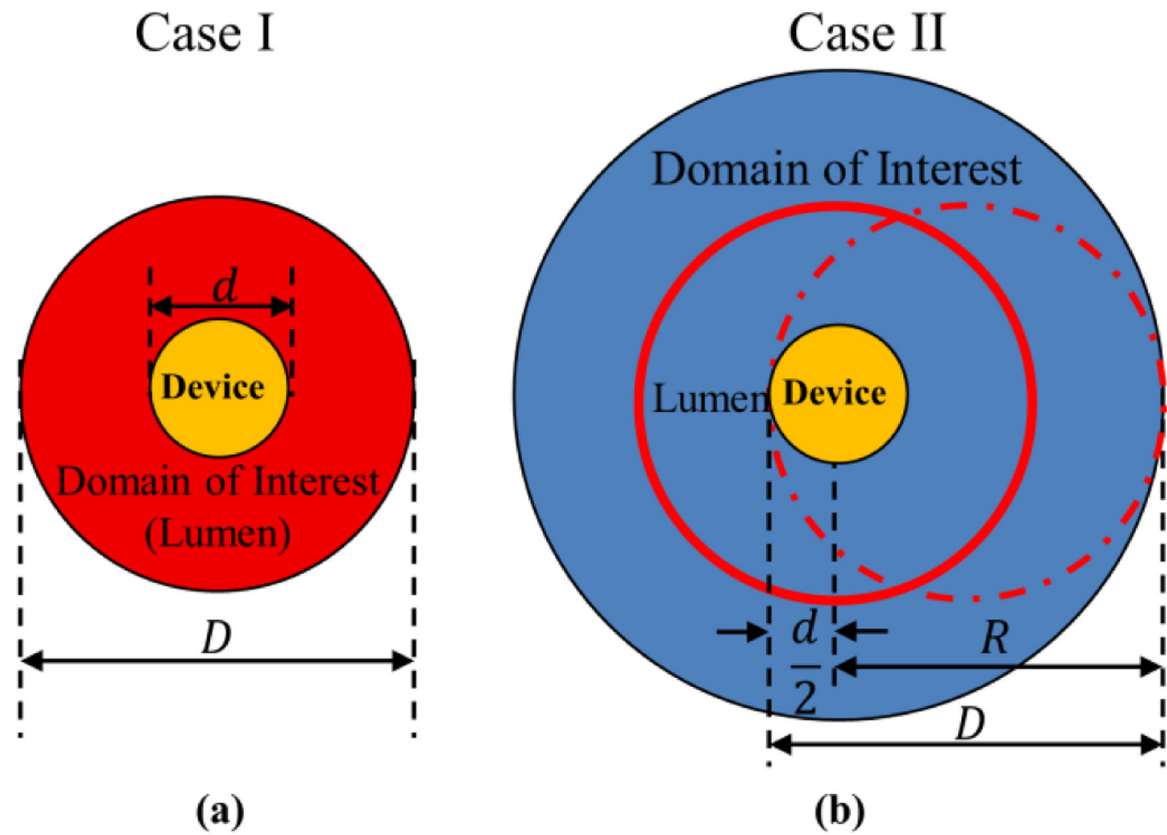 Case I
Case II
Domain of Interest
d
Device
Lumen
Device
Domain of Interest
(Lumen)
D
d
2
R
D
(a)
(b)